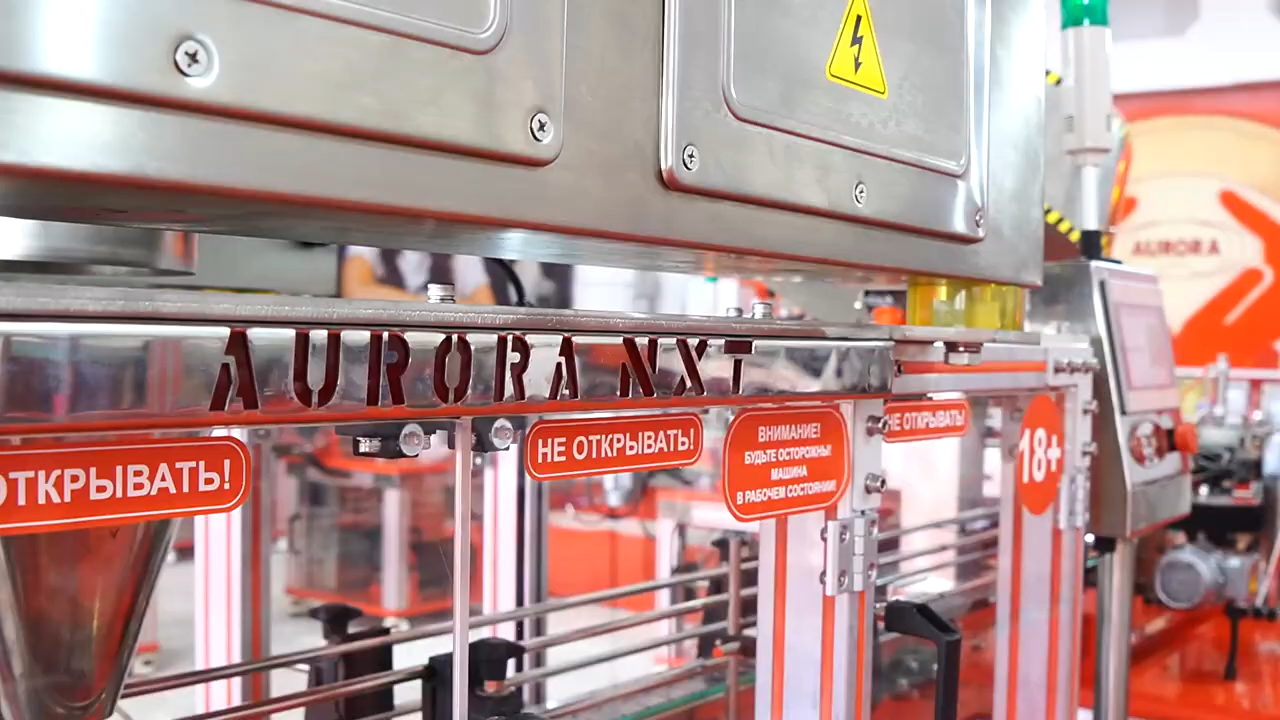 AURORA
AURORA NXT
ОТКРЫВАТЬ!
НЕ ОТКРЫВАТЬ!
ВНИМАНИЕ!
БУДЬТЕ ОСТОРОЖНЫ!
МАШИНА
В РАБОЧЕМ СОСТОЯНИИ!
НЕ ОТКРЫВАТЬ!
18+